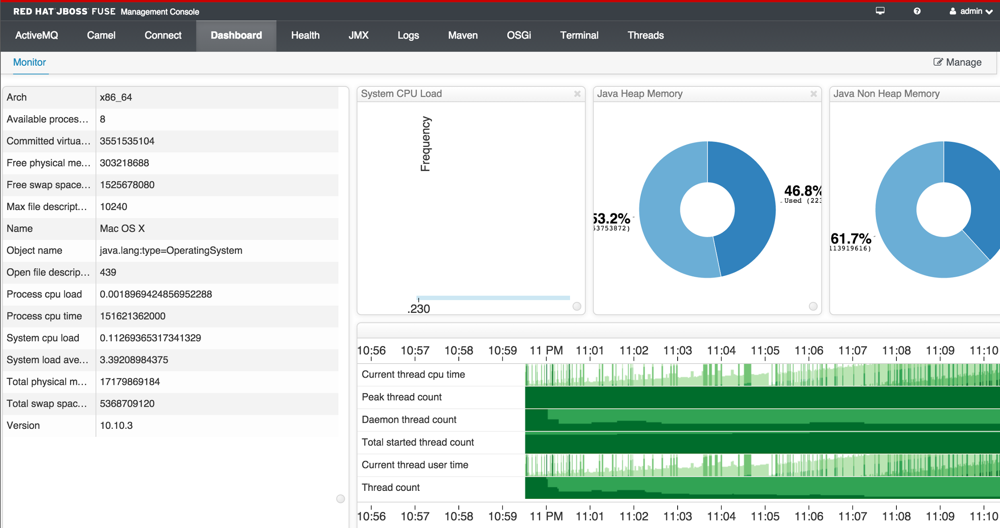 RED HAT JBOSS FUSE Management Console
admin
ActiveMQ Camel Connect Dashboard Health JMX Logs Maven OSGi Terminal Threads
Monitor
Manage
Arch x86_64
Available proces... 8
Committed virtua... 3551535104
Free physical me... 303218688
Free swap space... 1525678080
Max file descript... 10240
Name Mac OS X
Object name java.lang:type=OperatingSystem
Open file descrip... 439
Process cpu load 0.0018969424856952288
Process cpu time 151621362000
System cpu load 0.11269365317341329
System load ave... 3.39208984375
Total physical m... 17179869184
Total swap spac... 5368709120
Version 10.10.3
System CPU Load
Frequency
.230
Java Heap Memory
46.8%
Used (223
53.2%
53753872)
Java Non Heap Memory
61.7%
113919616)
10:56 10:57 10:58 10:59 11 PM 11:01 11:02 11:03 11:04 11:05 11:06 11:07 11:08 11:09 11:10
Current thread cpu time
Peak thread count
Daemon thread count
Total started thread count
Current thread user time
Thread count
10:56 10:57 10:58 10:59 11 PM 11:01 11:02 11:03 11:04 11:05 11:06 11:07 11:08 11:09 11:10